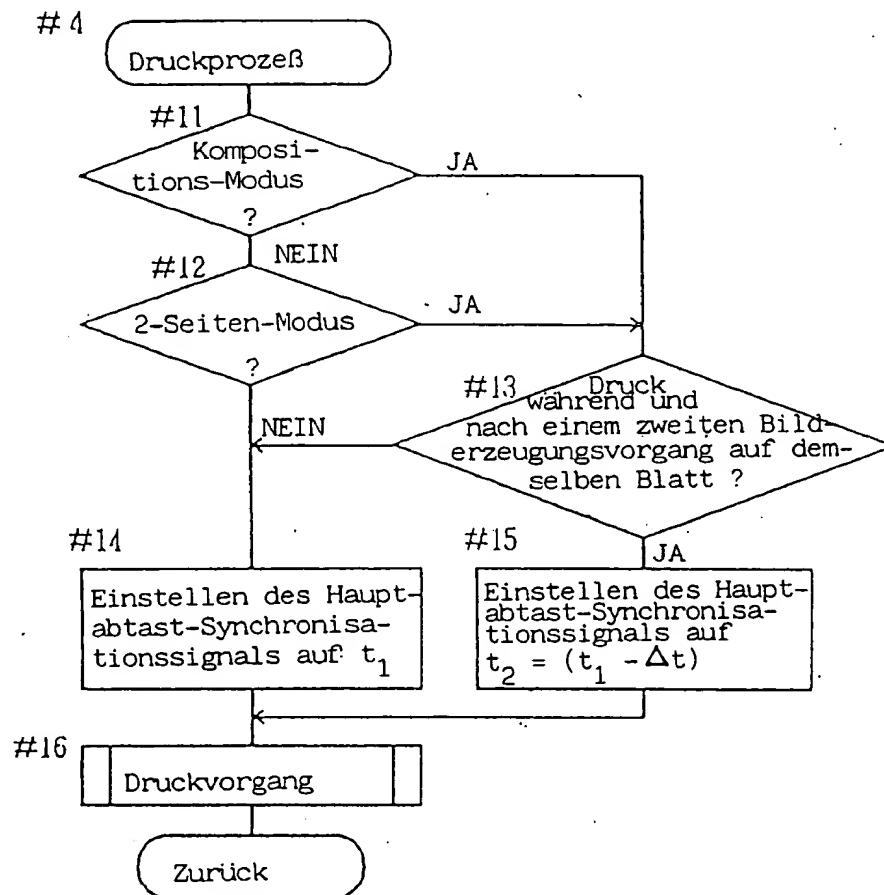 #4
Druckprozeß
#11
Komposi-
tions-Modus
?
JA
NEIN
#12
2-Seiten-Modus
?
JA
#13
Druck
während und
nach einem zweiten Bild-
erzeugungsvorgang auf dem-
selben Blatt ?
NEIN
JA
#14
Einstellen des Haupt-
abtast-Synchronisa-
tionssignals auf t₁
#15
Einstellen des Haupt-
abtast-Synchronisa-
tionssignals auf
t₂ = (t₁ -Δt)
#16
Druckvorgang
Zurück